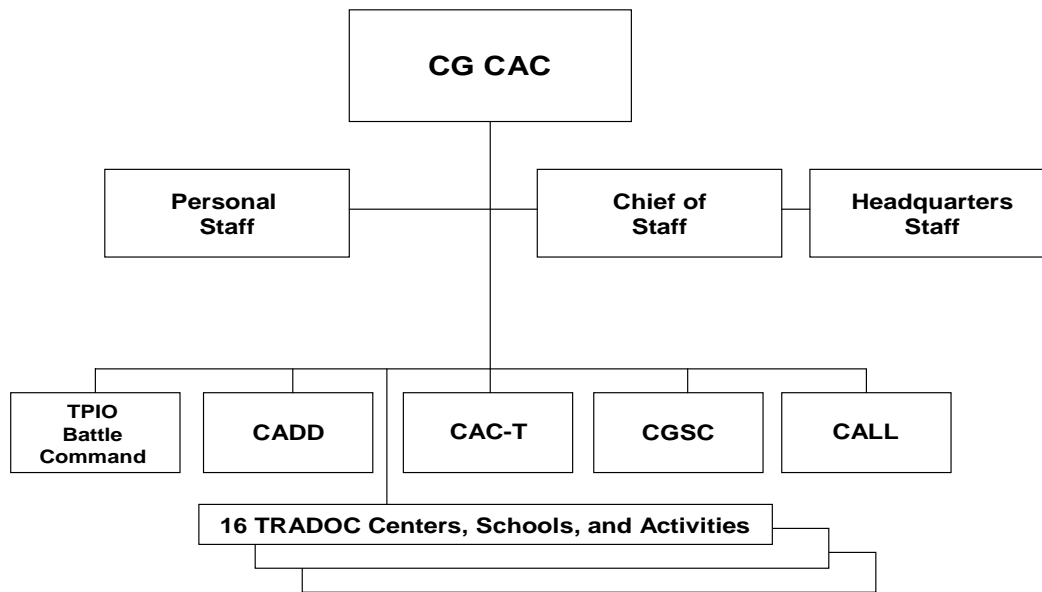 CG CAC
Personal
Staff
Chief of
Staff
Headquarters
Staff
TPIO
Battle
Command
CADD
CAC-T
CGSC
CALL
16 TRADOC Centers, Schools, and Activities